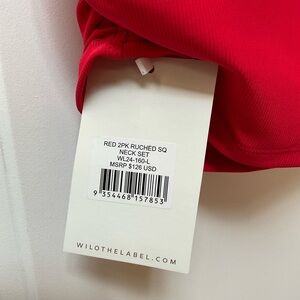 RED 2PK RUCHED SQ
NECK SET
WL24-160-L
MSRP $126 USD
9 354468 157853
WILOTHELABEL.COM